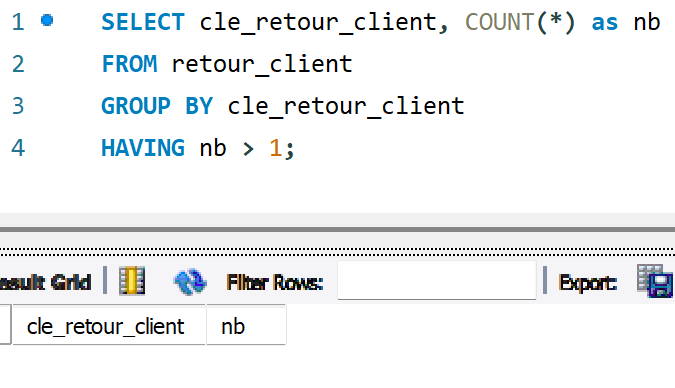 1 SELECT cle_retour_client, COUNT(*) as nb
2 FROM retour_client
3 GROUP BY cle_retour_client
4 HAVING nb > 1;
esult Grid Filter Rows: Export:
cle_retour_client nb